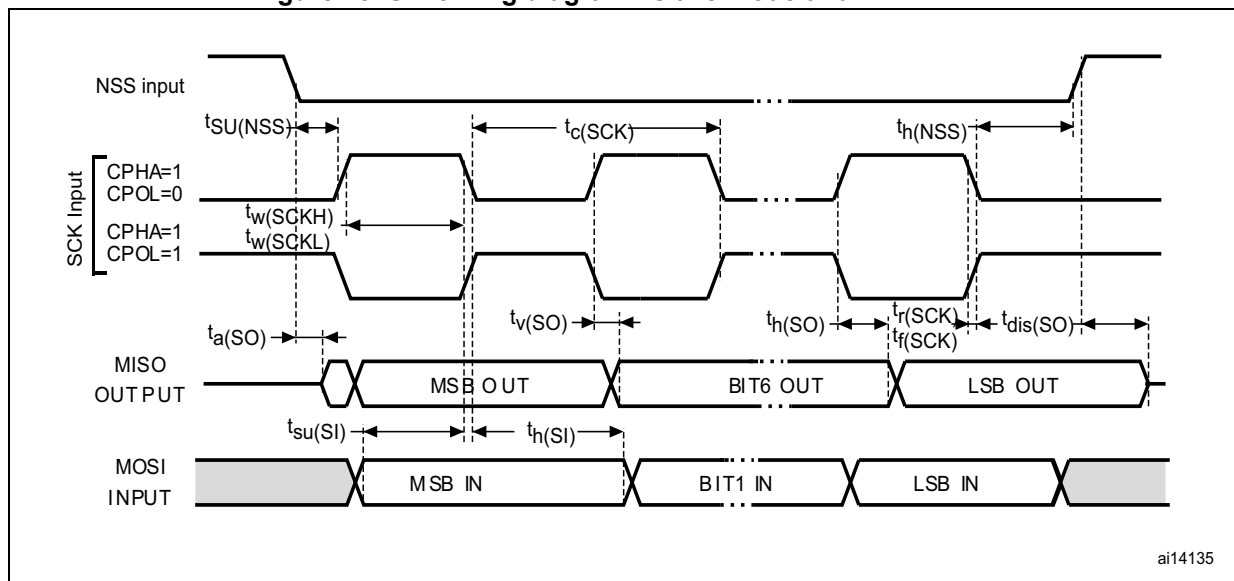 NSS input
tSU(NSS)
tc(SCK)
th(NSS)
SCK Input
CPHA=1
CPOL=0
tw(SCKH)
CPHA=1
tw(SCKL)
CPOL=1
ta(SO)
tv(SO)
th(SO)
tr(SCK)
tf(SCK)
tdis(SO)
MISO
OUTPUT
MSB OUT
BIT6 OUT
LSB OUT
tsu(SI)
th(SI)
MOSI
INPUT
MSB IN
BIT1 IN
LSB IN
ai14135